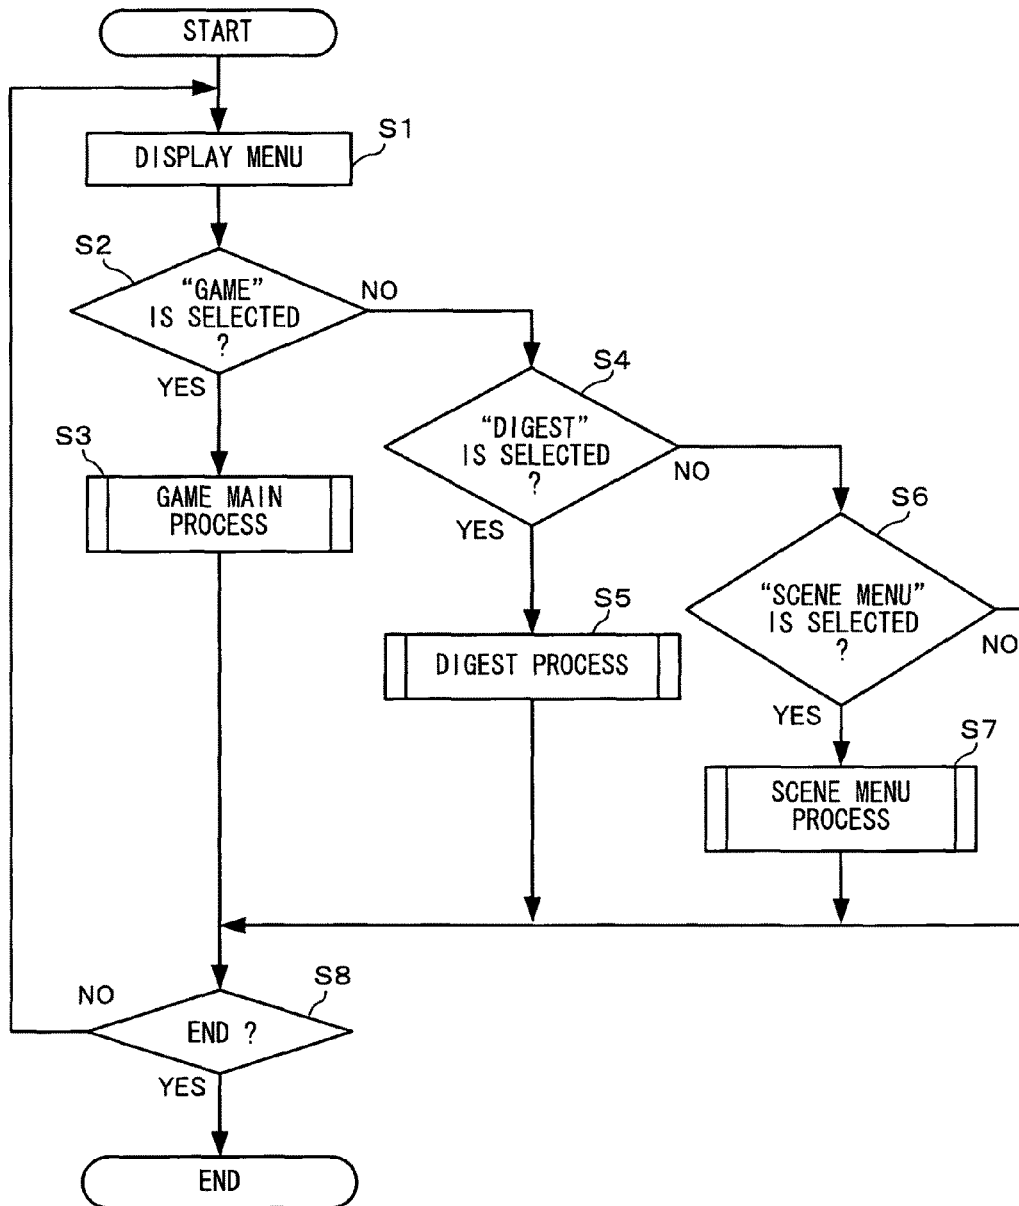 START
S1
DISPLAY MENU
S2
“GAME”
IS SELECTED
?
NO
YES
S3
GAME MAIN
PROCESS
S4
“DIGEST”
IS SELECTED
?
NO
YES
S5
DIGEST PROCESS
S6
“SCENE MENU”
IS SELECTED
?
NO
YES
S7
SCENE MENU
PROCESS
S8
END ?
NO
YES
END